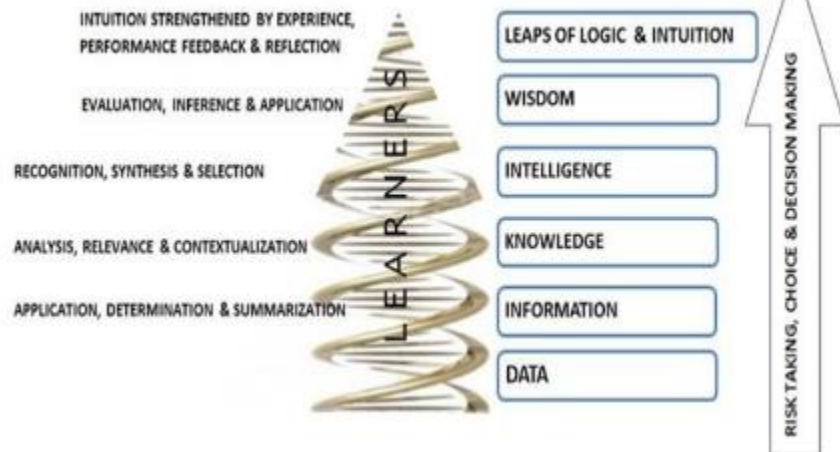 INTUITION STRENGTHENED BY EXPERIENCE,
PERFORMANCE FEEDBACK & REFLECTION
LEAPS OF LOGIC & INTUITION
EVALUATION, INFERENCE & APPLICATION
WISDOM
RECOGNITION, SYNTHESIS & SELECTION
INTELLIGENCE
ANALYSIS, RELEVANCE & CONTEXTUALIZATION
KNOWLEDGE
APPLICATION, DETERMINATION & SUMMARIZATION
INFORMATION
DATA
LEARNERS
RISK TAKING, CHOICE & DECISION MAKING